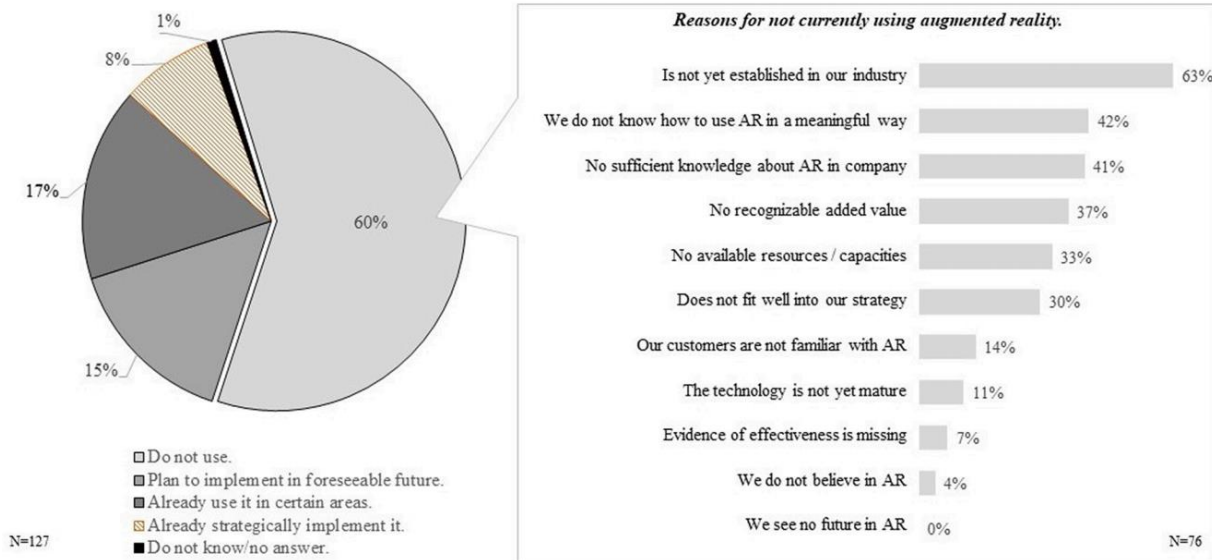 1%
8%
17%
15%
60%
Do not use.
Plan to implement in foreseeable future.
Already use it in certain areas.
Already strategically implement it.
Do not know/no answer.
N=127
Reasons for not currently using augmented reality.
Is not yet established in our industry 63%
We do not know how to use AR in a meaningful way 42%
No sufficient knowledge about AR in company 41%
No recognizable added value 37%
No available resources / capacities 33%
Does not fit well into our strategy 30%
Our customers are not familiar with AR 14%
The technology is not yet mature 11%
Evidence of effectiveness is missing 7%
We do not believe in AR 4%
We see no future in AR 0%
N=76